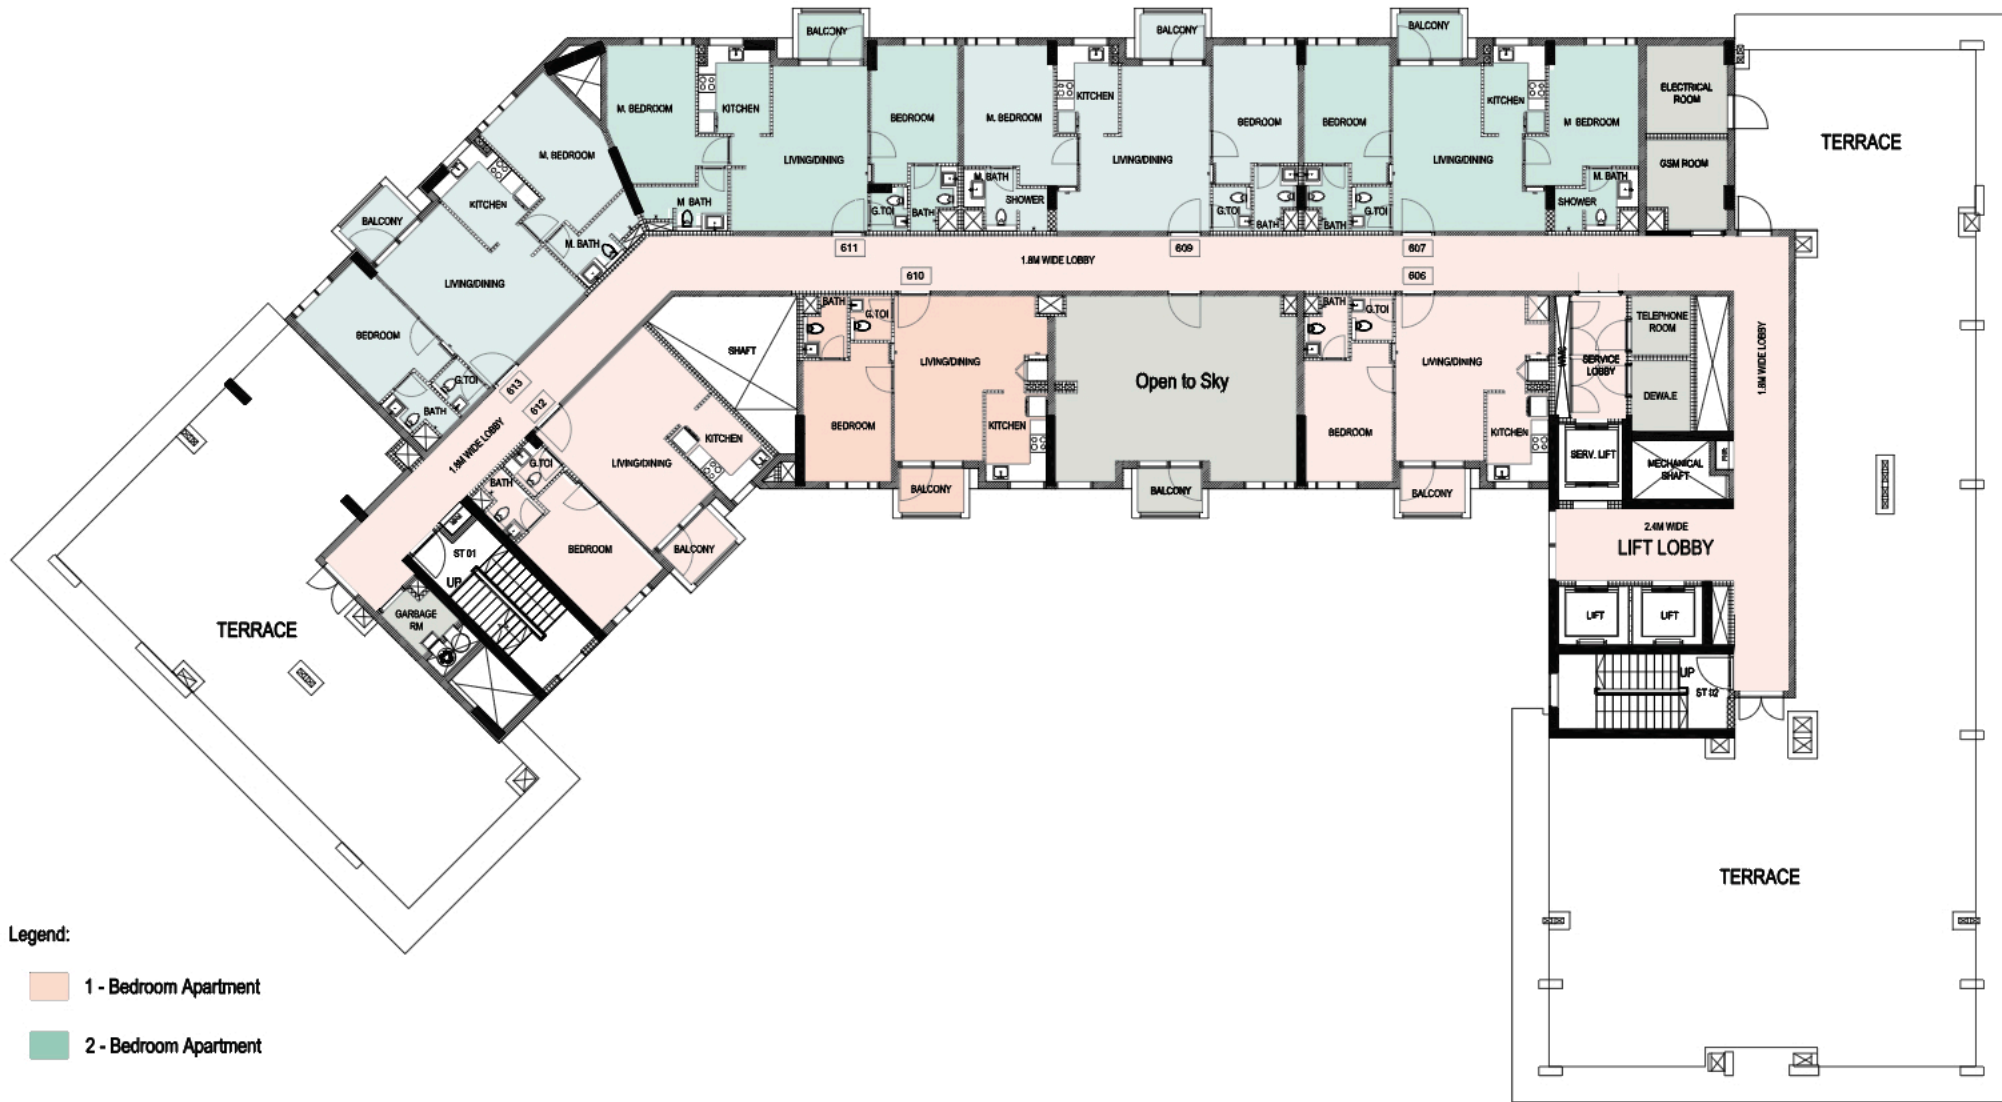 BALCONY
BALCONY
BALCONY
M. BEDROOM
KITCHEN
BEDROOM
LIVING/DINING
M. BATH
G.TOI
BATH
M. BEDROOM
KITCHEN
BEDROOM
LIVING/DINING
M. BATH
SHOWER
G.TOI
BATH
BEDROOM
KITCHEN
M. BEDROOM
LIVING/DINING
M. BATH
SHOWER
G.TOI
BATH
ELECTRICAL
ROOM
GSM ROOM
TERRACE
M. BEDROOM
KITCHEN
BALCONY
M. BATH
LIVING/DINING
BEDROOM
G.TOI
BATH
611
609
607
1.8M WIDE LOBBY
610
606
613
612
1.8M WIDE LOBBY
SHAFT
KITCHEN
LIVING/DINING
G.TOI
BATH
BEDROOM
BALCONY
BATH
G.TOI
LIVING/DINING
BEDROOM
KITCHEN
BALCONY
Open to Sky
BALCONY
BATH
G.TOI
LIVING/DINING
BEDROOM
KITCHEN
BALCONY
TELEPHONE
ROOM
SERVICE
LOBBY
DEWA.E
1.8M WIDE LOBBY
SERV. LIFT
MECHANICAL
SHAFT
2.4M WIDE
LIFT LOBBY
LIFT
LIFT
UP
ST 02
ST 01
UP
GARBAGE
RM
TERRACE
TERRACE
Legend:
1 - Bedroom Apartment
2 - Bedroom Apartment